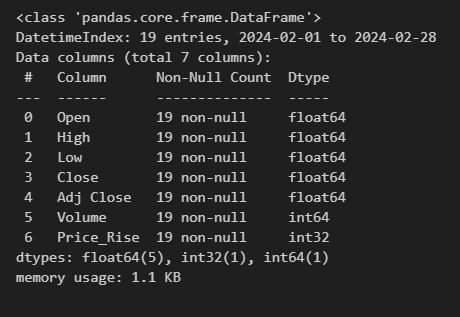 <class 'pandas.core.frame.DataFrame'>
DatetimeIndex: 19 entries, 2024-02-01 to 2024-02-28
Data columns (total 7 columns):
 #   Column      Non-Null Count  Dtype
---  ------      --------------  -----
 0   Open        19 non-null     float64
 1   High        19 non-null     float64
 2   Low         19 non-null     float64
 3   Close       19 non-null     float64
 4   Adj Close   19 non-null     float64
 5   Volume      19 non-null     int64
 6   Price_Rise  19 non-null     int32
dtypes: float64(5), int32(1), int64(1)
memory usage: 1.1 KB